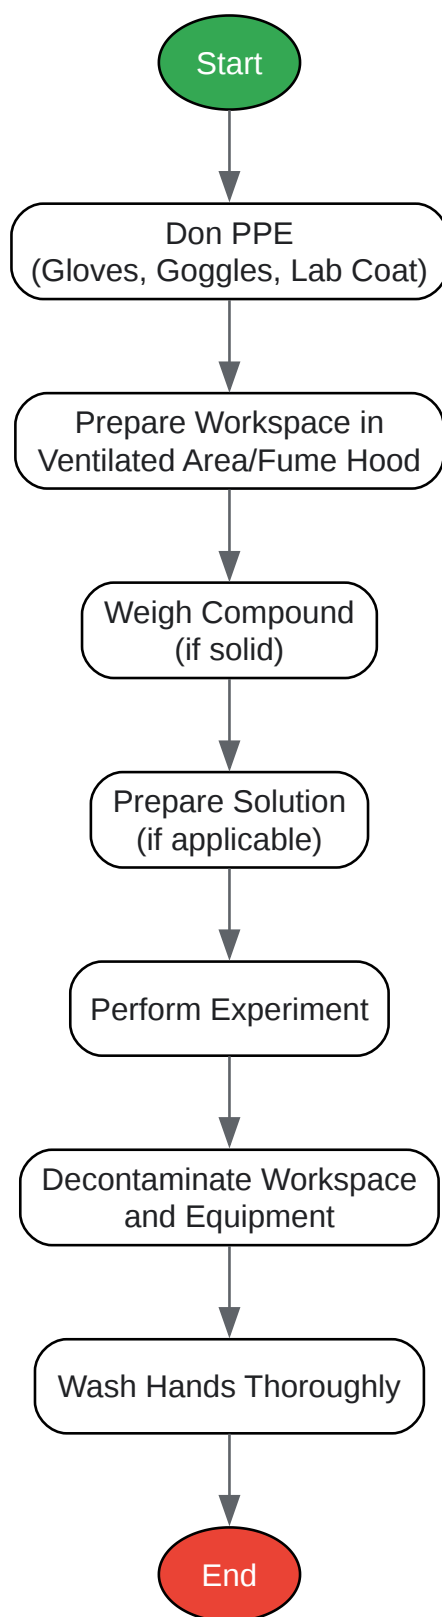 Start
Don PPE
(Gloves, Goggles, Lab Coat)
Prepare Workspace in
Ventilated Area/Fume Hood
Weigh Compound
(if solid)
Prepare Solution
(if applicable)
Perform Experiment
Decontaminate Workspace
and Equipment
Wash Hands Thoroughly
End